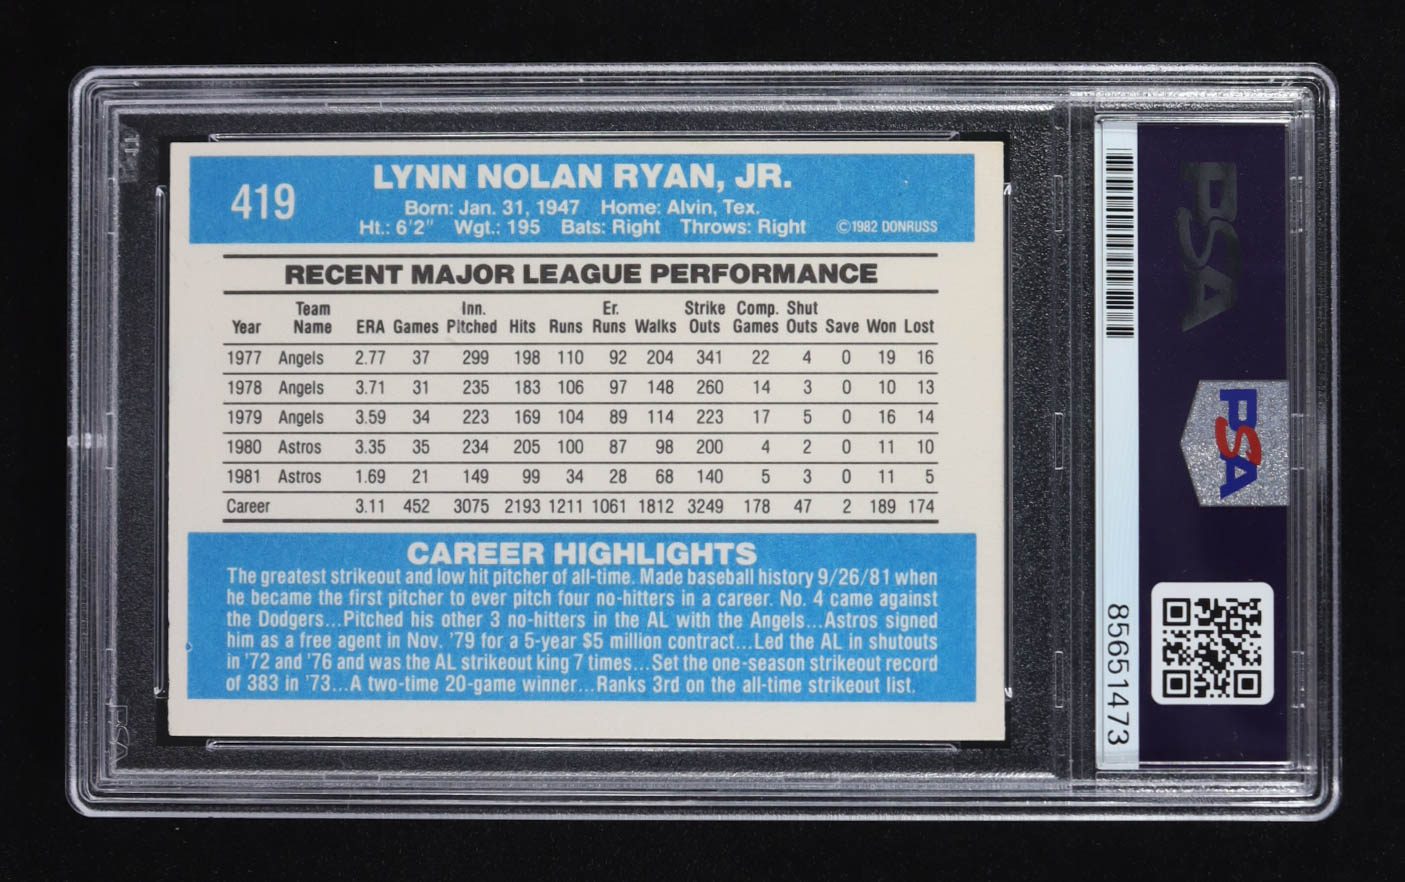 419
LYNN NOLAN RYAN, JR.
Born: Jan. 31, 1947 Home: Alvin, Tex.
Ht.: 6'2" Wgt.: 195 Bats: Right Throws: Right
©1982 DONRUSS
RECENT MAJOR LEAGUE PERFORMANCE
Year Team Name ERA Games Inn. Pitched Hits Runs Er. Runs Walks Strike Outs Comp. Games Shut Outs Save Won Lost
1977 Angels 2.77 37 299 198 110 92 204 341 22 4 0 19 16
1978 Angels 3.71 31 235 183 106 97 148 260 14 3 0 10 13
1979 Angels 3.59 34 223 169 104 89 114 223 17 5 0 16 14
1980 Astros 3.35 35 234 205 100 87 98 200 4 2 0 11 10
1981 Astros 1.69 21 149 99 34 28 68 140 5 3 0 11 5
Career 3.11 452 3075 2193 1211 1061 1812 3249 178 47 2 189 174
CAREER HIGHLIGHTS
The greatest strikeout and low hit pitcher of all-time. Made baseball history 9/26/81 when
he became the first pitcher to ever pitch four no-hitters in a career. No. 4 came against
the Dodgers...Pitched his other 3 no-hitters in the AL with the Angels...Astros signed
him as a free agent in Nov. '79 for a 5-year $5 million contract...Led the AL in shutouts
in '72 and '76 and was the AL strikeout king 7 times...Set the one-season strikeout record
of 383 in '73...A two-time 20-game winner...Ranks 3rd on the all-time strikeout list.
PSA
PSA
85651473
PSA